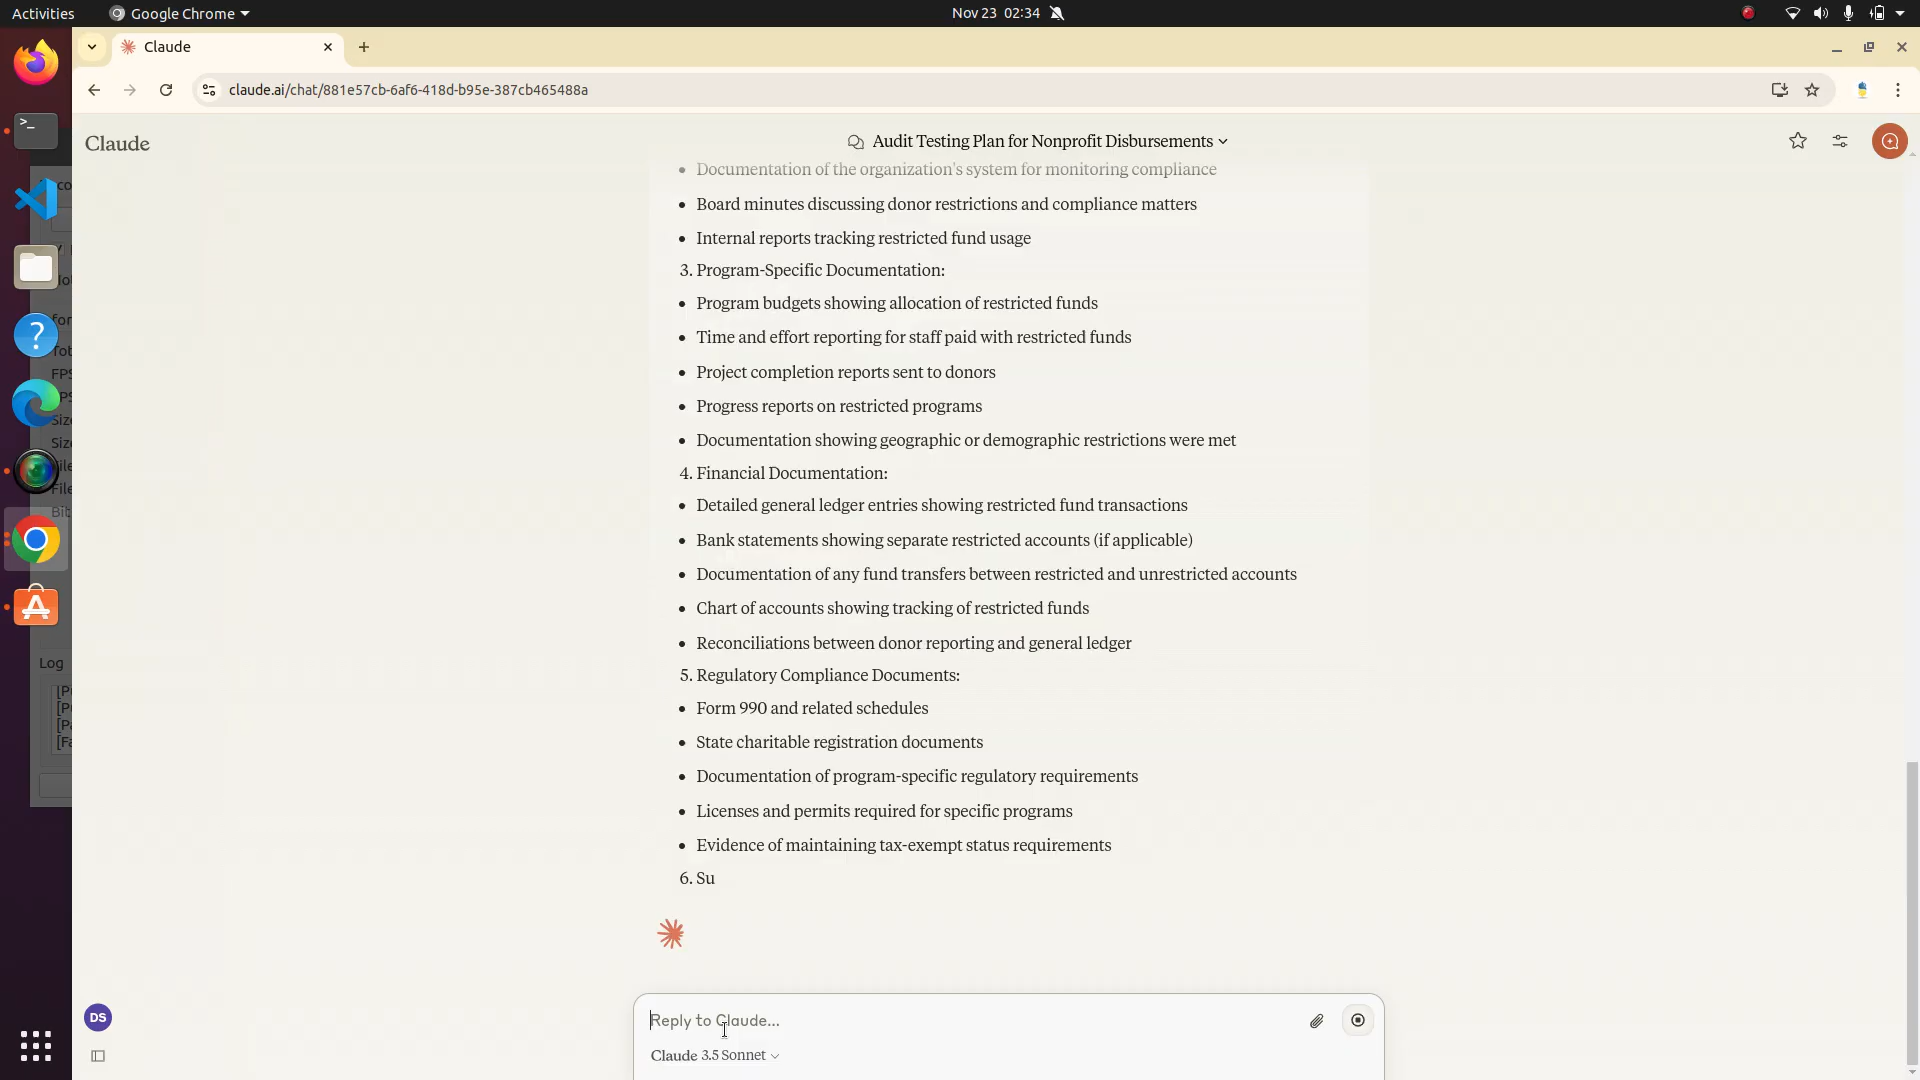 Activities
Google Chrome
Nov 23 02:34
Claude
claude.ai/chat/881e57cb-6af6-418d-b95e-387cb465488a
Claude
Audit Testing Plan for Nonprofit Disbursements
Documentation of the organization's system for monitoring compliance
Board minutes discussing donor restrictions and compliance matters
Internal reports tracking restricted fund usage
3. Program-Specific Documentation:
Program budgets showing allocation of restricted funds
Time and effort reporting for staff paid with restricted funds
Project completion reports sent to donors
Progress reports on restricted programs
Documentation showing geographic or demographic restrictions were met
4. Financial Documentation:
Detailed general ledger entries showing restricted fund transactions
Bank statements showing separate restricted accounts (if applicable)
Documentation of any fund transfers between restricted and unrestricted accounts
Chart of accounts showing tracking of restricted funds
Reconciliations between donor reporting and general ledger
5. Regulatory Compliance Documents:
Form 990 and related schedules
State charitable registration documents
Documentation of program-specific regulatory requirements
Licenses and permits required for specific programs
Evidence of maintaining tax-exempt status requirements
6. Su
Reply to Claude...
Claude 3.5 Sonnet
DS
Log